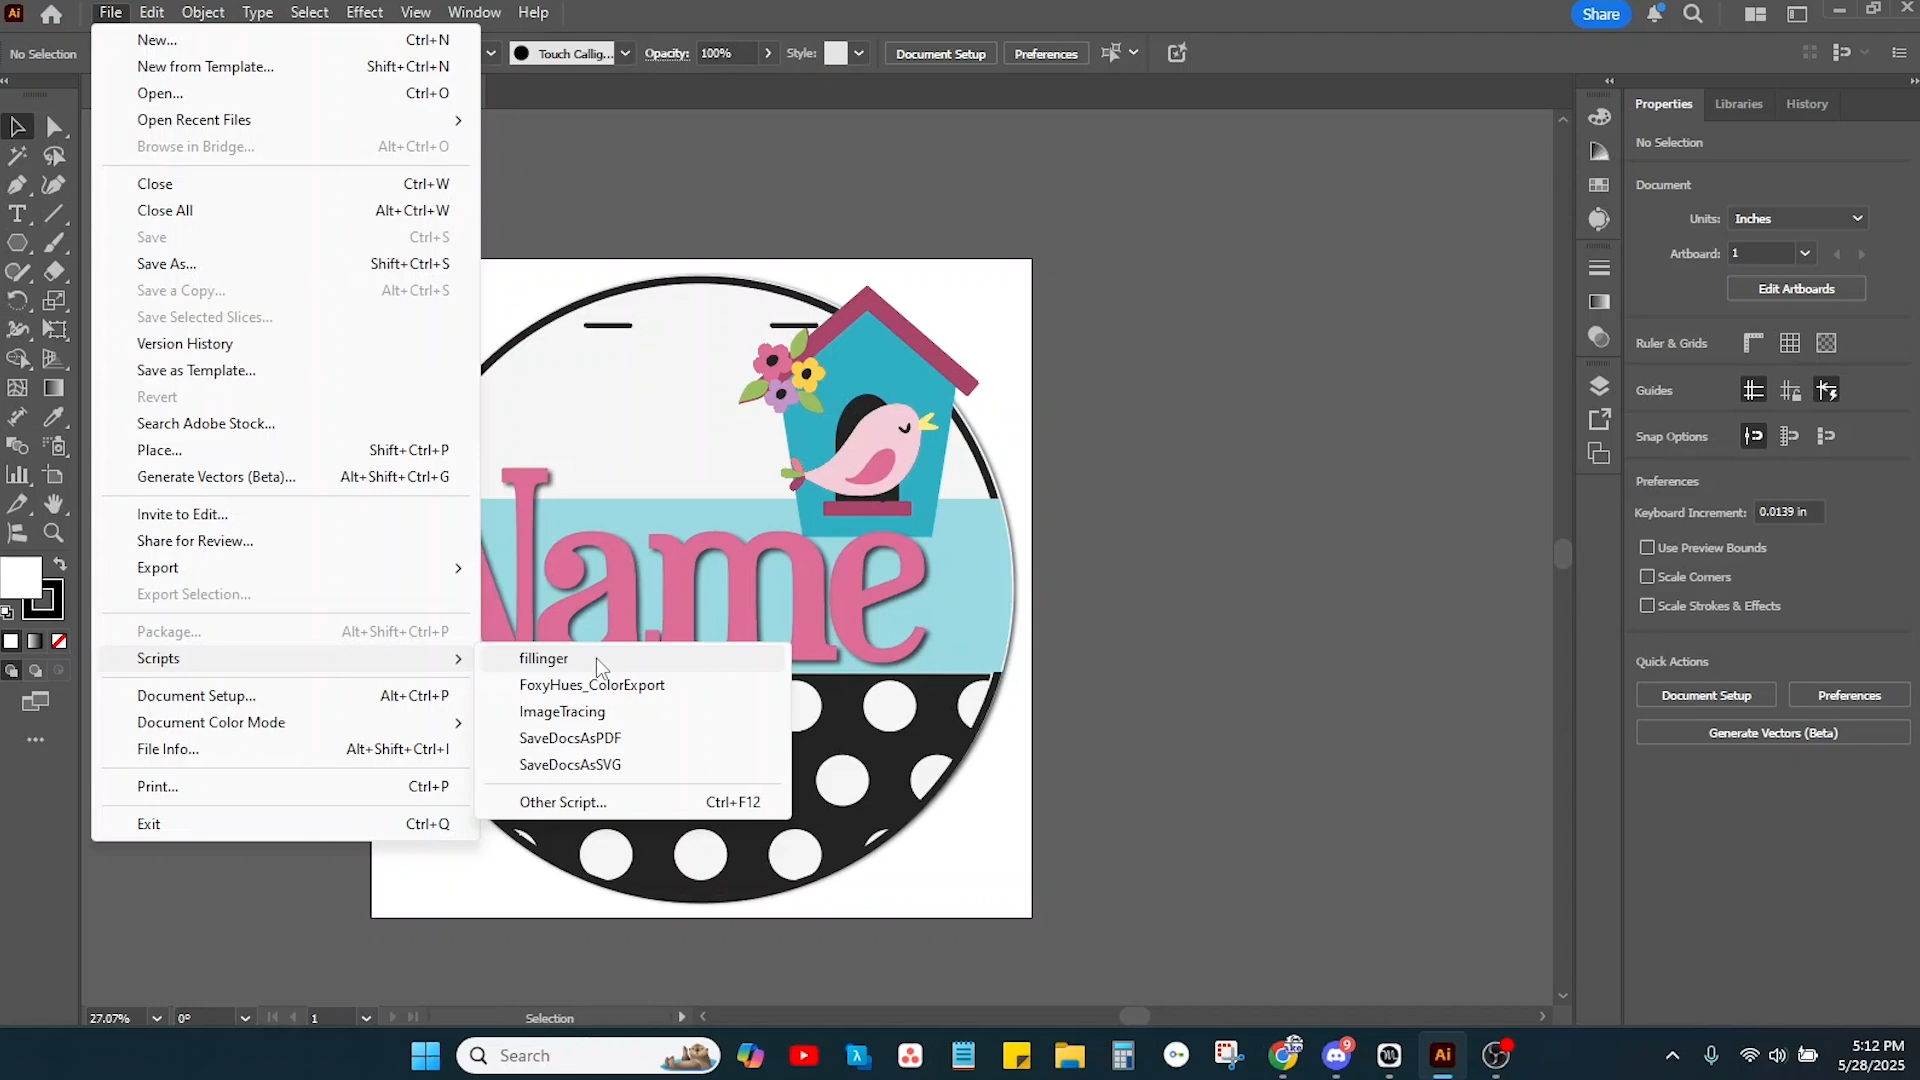 Ai
File Edit Object Type Select Effect View Window Help
Share
No Selection
Touch Callig...
Opacity: 100%
Style:
Document Setup
Preferences
New... Ctrl+N
New from Template... Shift+Ctrl+N
Open... Ctrl+O
Open Recent Files
Browse in Bridge... Alt+Ctrl+O
Close Ctrl+W
Close All Alt+Ctrl+W
Save Ctrl+S
Save As... Shift+Ctrl+S
Save a Copy... Alt+Ctrl+S
Save Selected Slices...
Version History
Save as Template...
Revert
Search Adobe Stock...
Place... Shift+Ctrl+P
Generate Vectors (Beta)... Alt+Shift+Ctrl+G
Invite to Edit...
Share for Review...
Export
Export Selection...
Package... Alt+Shift+Ctrl+P
Scripts
Document Setup... Alt+Ctrl+P
Document Color Mode
File Info... Alt+Shift+Ctrl+I
Print... Ctrl+P
Exit Ctrl+Q
fillinger
FoxyHues_ColorExport
ImageTracing
SaveDocsAsPDF
SaveDocsAsSVG
Other Script... Ctrl+F12
Name
Properties Libraries History
No Selection
Document
Units: Inches
Artboard: 1
Edit Artboards
Ruler & Grids
Guides
Snap Options
Preferences
Keyboard Increment: 0.0139 in
Use Preview Bounds
Scale Corners
Scale Strokes & Effects
Quick Actions
Document Setup Preferences
Generate Vectors (Beta)
27.07% 0° 1 Selection
Search
9
Ai
5:12 PM
5/28/2025